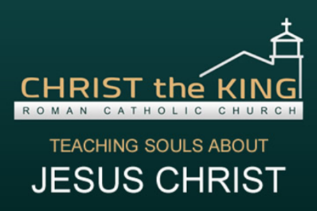 CHRIST the KING
ROMAN CATHOLIC CHURCH
TEACHING SOULS ABOUT
JESUS CHRIST